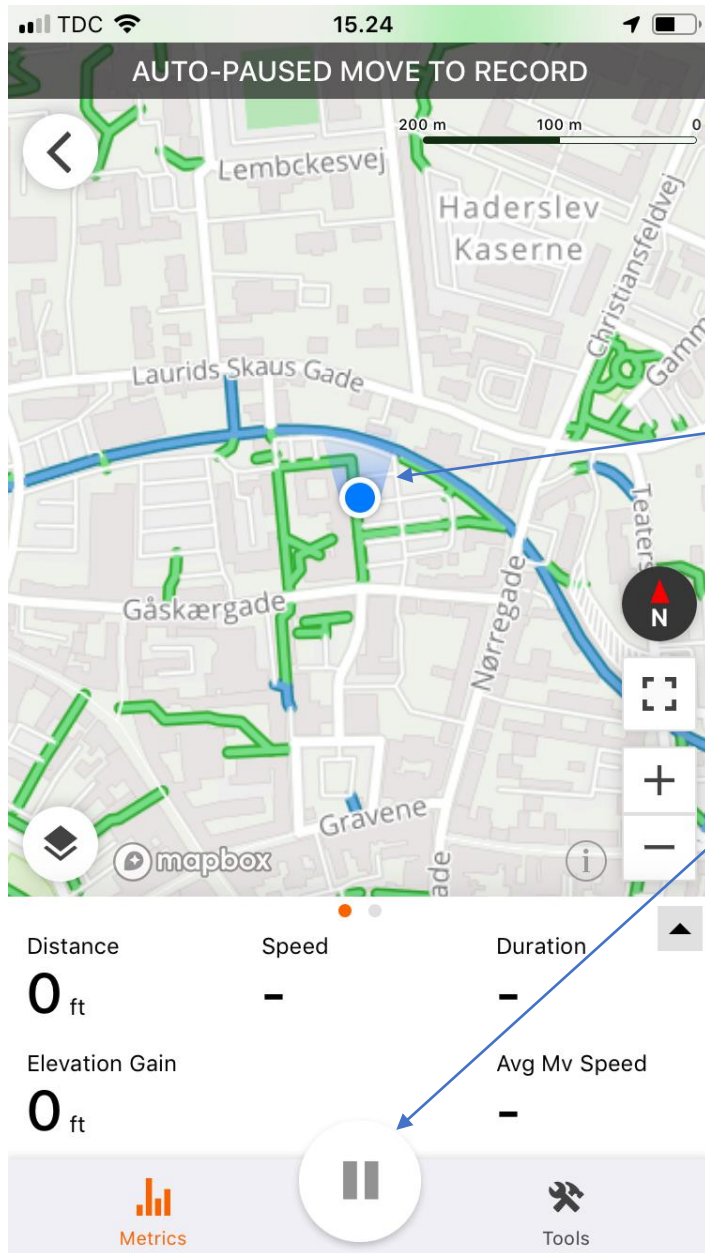 TDC 15.24
AUTO-PAUSED MOVE TO RECORD
200 m 100 m 0
Lembckesvej
Haderslev
Kaserne
Christiansfeldvej
Gamm
Laurids Skaus Gade
Teaters
Nørregade
Gåskærgade
N
Gravene
ade
mapbox
i
Distance Speed Duration
0 ft - -
Elevation Gain Avg Mv Speed
0 ft -
Metrics Tools